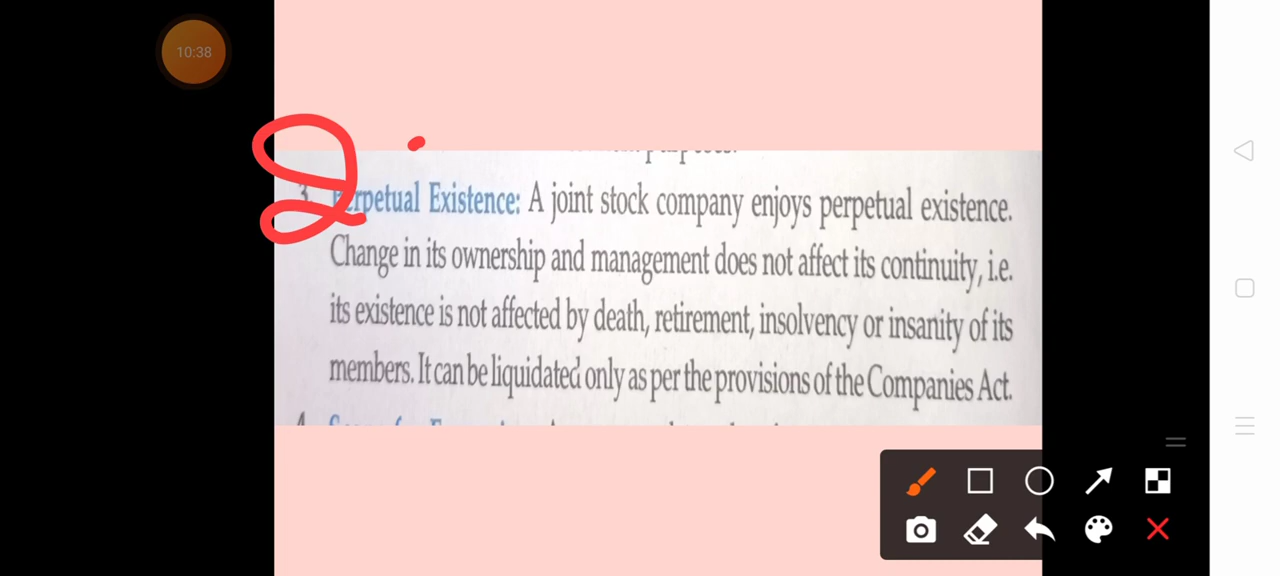 10:38
2
3. Perpetual Existence: A joint stock company enjoys perpetual existence.
Change in its ownership and management does not affect its continuity, i.e.
its existence is not affected by death, retirement, insolvency or insanity of its
members. It can be liquidated only as per the provisions of the Companies Act.